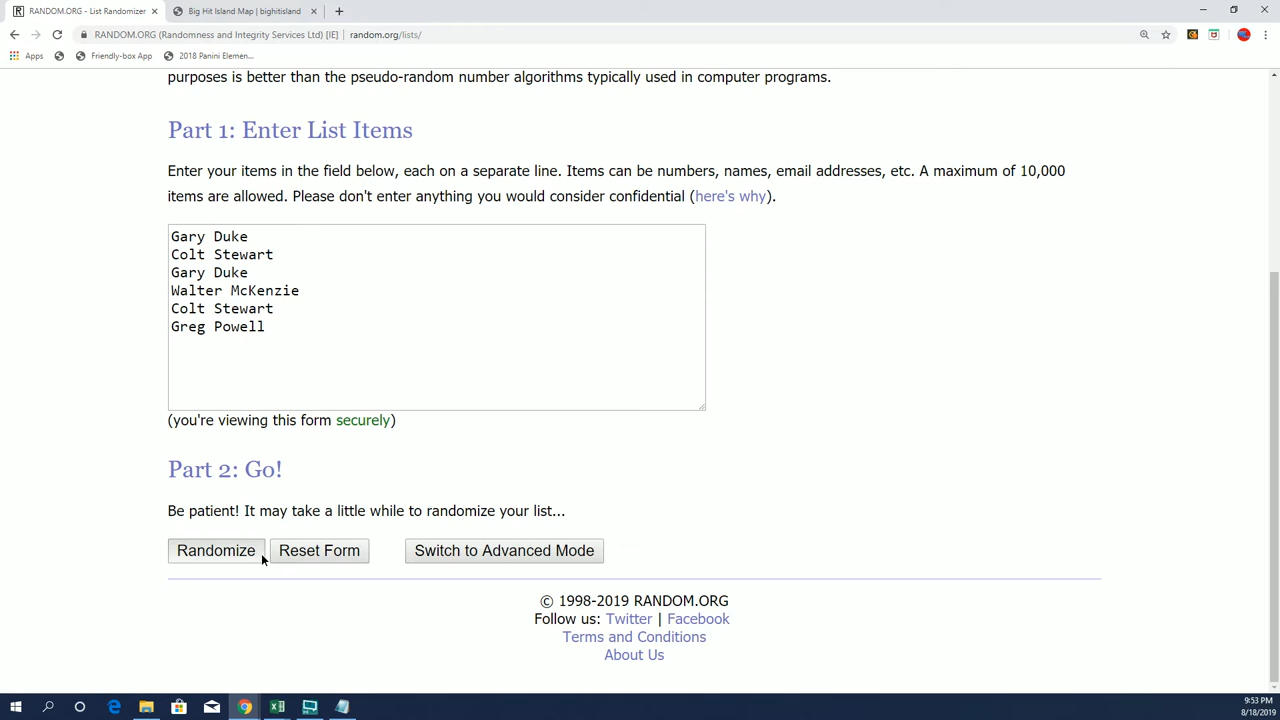 RANDOM.ORG - List Randomizer
Big Hit Island Map | bighitisland
RANDOM.ORG (Randomness and Integrity Services Ltd) [IE] | random.org/lists/
Apps Friendly-box App 2018 Panini Elemen...
purposes is better than the pseudo-random number algorithms typically used in computer programs.
Part 1: Enter List Items
Enter your items in the field below, each on a separate line. Items can be numbers, names, email addresses, etc. A maximum of 10,000
items are allowed. Please don't enter anything you would consider confidential (here's why).
Gary Duke
Colt Stewart
Gary Duke
Walter McKenzie
Colt Stewart
Greg Powell
(you're viewing this form securely)
Part 2: Go!
Be patient! It may take a little while to randomize your list...
Randomize Reset Form Switch to Advanced Mode
© 1998-2019 RANDOM.ORG
Follow us: Twitter | Facebook
Terms and Conditions
About Us
9:53 PM
8/18/2019